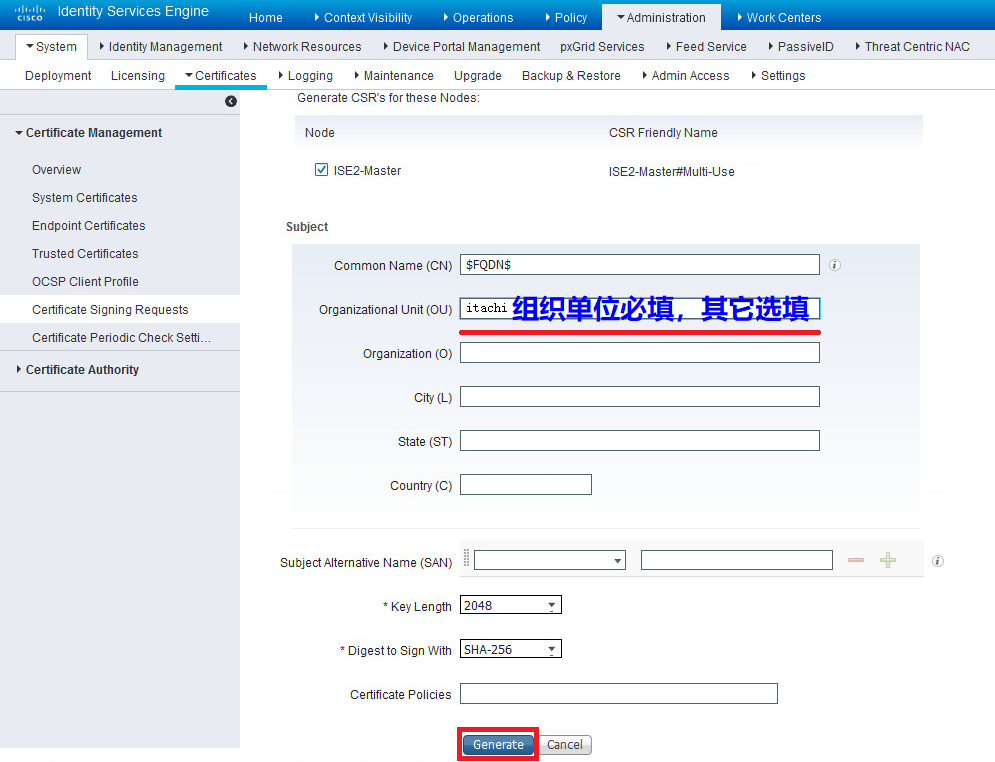 cisco Identity Services Engine Home Context Visibility Operations Policy Administration Work Centers
System Identity Management Network Resources Device Portal Management pxGrid Services Feed Service PassiveID Threat Centric NAC
Deployment Licensing Certificates Logging Maintenance Upgrade Backup & Restore Admin Access Settings
Certificate Management
Overview
System Certificates
Endpoint Certificates
Trusted Certificates
OCSP Client Profile
Certificate Signing Requests
Certificate Periodic Check Setti...
Certificate Authority
Generate CSR's for these Nodes:
Node CSR Friendly Name
ISE2-Master ISE2-Master#Multi-Use
Subject
Common Name (CN) $FQDN$
Organizational Unit (OU) itachi 组织单位必填，其它选填
Organization (O)
City (L)
State (ST)
Country (C)
Subject Alternative Name (SAN)
* Key Length 2048
* Digest to Sign With SHA-256
Certificate Policies
Generate Cancel